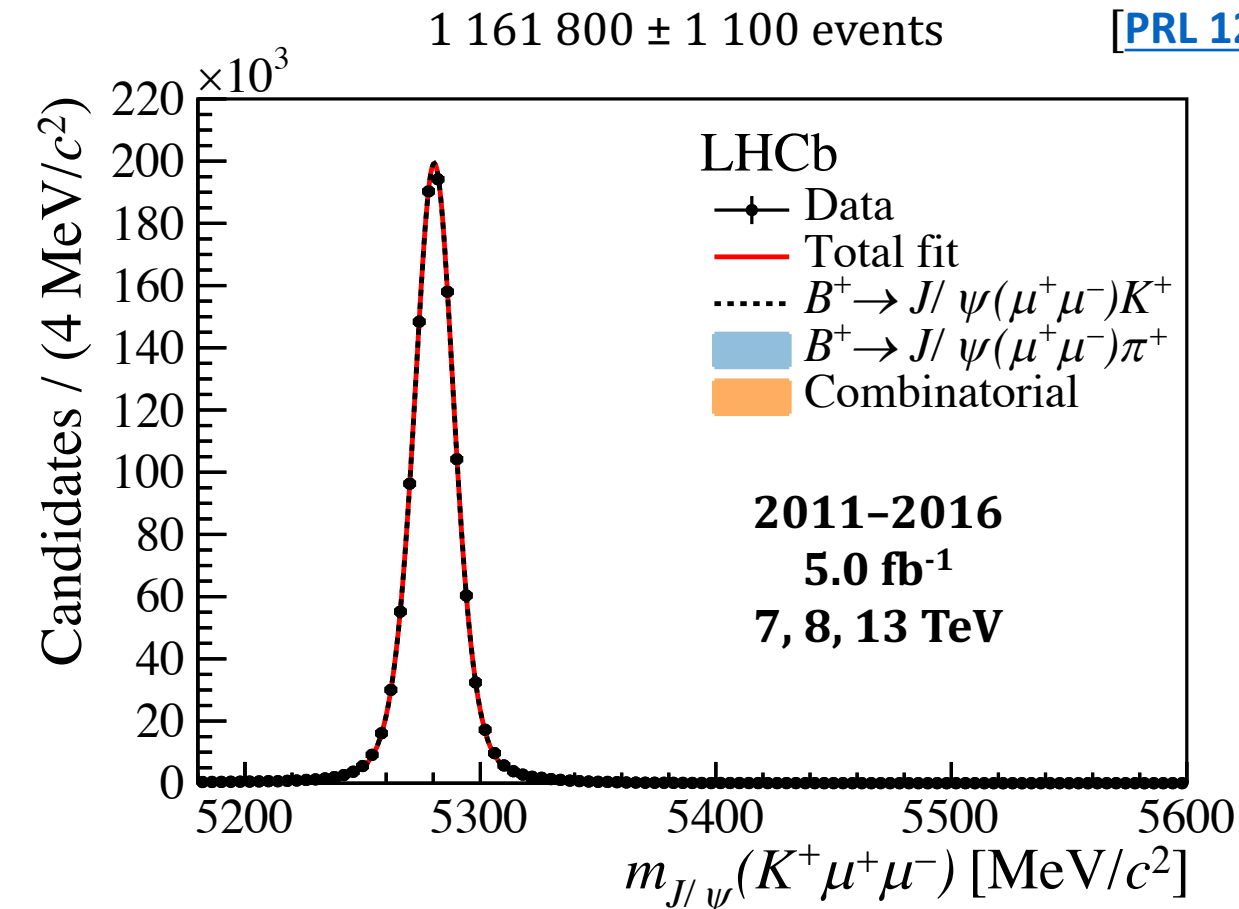 1 161 800 ± 1 100 events [PRL 12
×10³
220
200
180
160
140
120
100
80
60
40
20
0
Candidates / (4 MeV/c²)
LHCb
Data
Total fit
B⁺→ J/ ψ(μ⁺μ⁻)K⁺
B⁺→ J/ ψ(μ⁺μ⁻)π⁺
Combinatorial
2011–2016
5.0 fb⁻¹
7, 8, 13 TeV
5200 5300 5400 5500 5600
m_{J/ ψ}(K⁺μ⁺μ⁻) [MeV/c²]